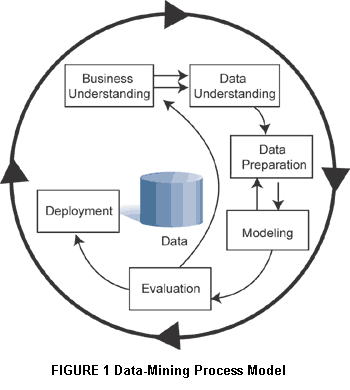 Business
Understanding
Data
Understanding
Data
Preparation
Modeling
Evaluation
Deployment
Data
FIGURE 1 Data-Mining Process Model